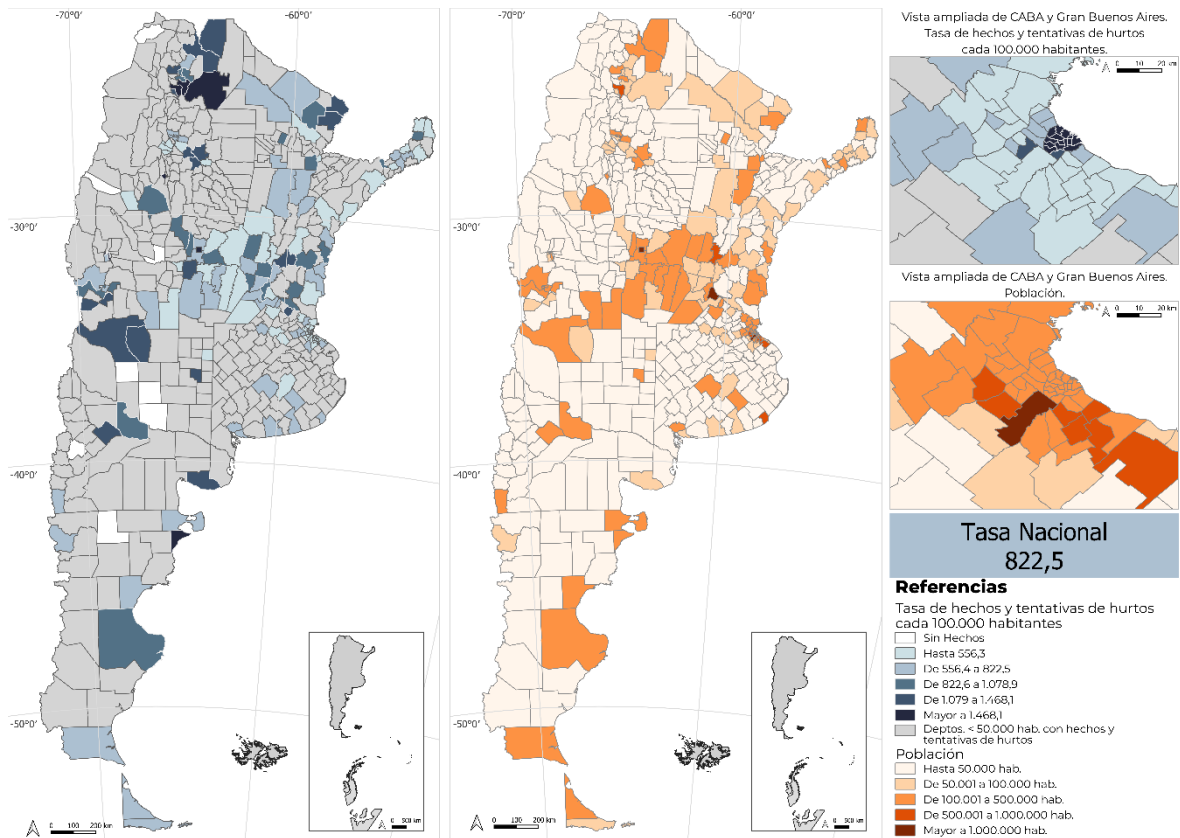 -70°0'
-60°0'
-30°0'
-40°0'
-50°0'
0 100 200 km
0 500 km
-70°0'
-60°0'
-30°0'
-40°0'
-50°0'
0 100 200 km
0 500 km
Vista ampliada de CABA y Gran Buenos Aires.
Tasa de hechos y tentativas de hurtos
cada 100.000 habitantes.
0 10 20 km
Vista ampliada de CABA y Gran Buenos Aires.
Población.
0 10 20 km
Tasa Nacional
822,5
Referencias
Tasa de hechos y tentativas de hurtos
cada 100.000 habitantes
Sin Hechos
Hasta 556,3
De 556,4 a 822,5
De 822,6 a 1.078,9
De 1.079 a 1.468,1
Mayor a 1.468,1
Deptos. < 50.000 hab. con hechos y
tentativas de hurtos
Población
Hasta 50.000 hab.
De 50.001 a 100.000 hab.
De 100.001 a 500.000 hab.
De 500.001 a 1.000.000 hab.
Mayor a 1.000.000 hab.